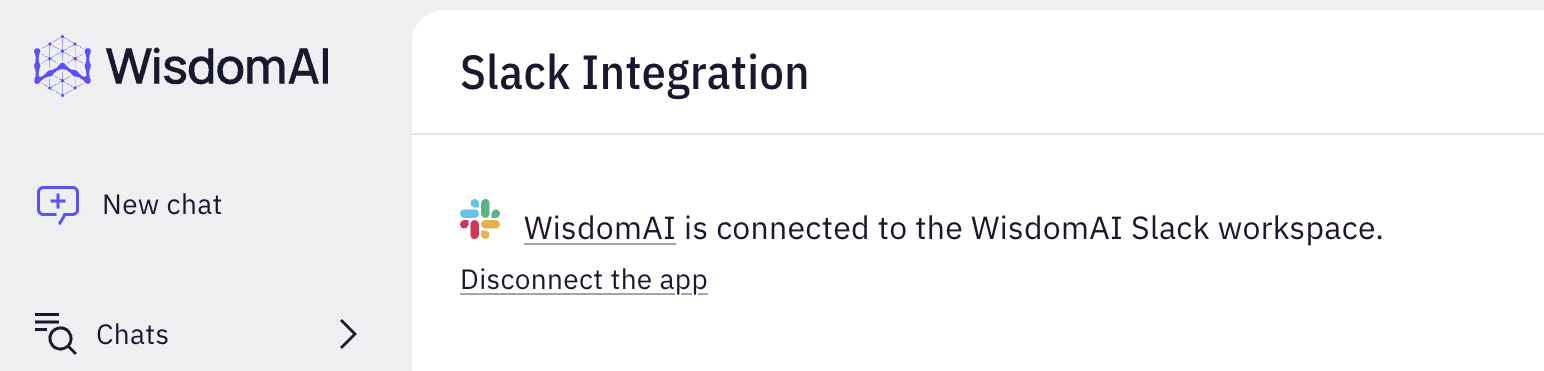 WisdomAI
New chat
Chats
Slack Integration
WisdomAI is connected to the WisdomAI Slack workspace.
Disconnect the app